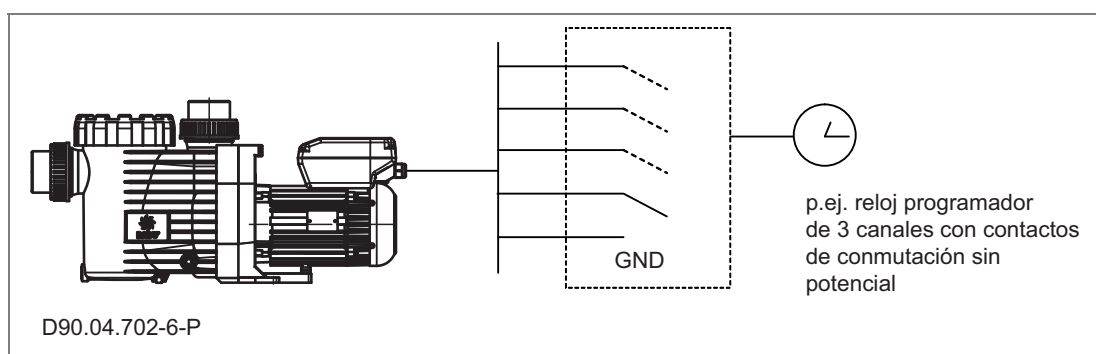 GND
p.ej. reloj programador
de 3 canales con contactos
de conmutación sin
potencial
D90.04.702-6-P